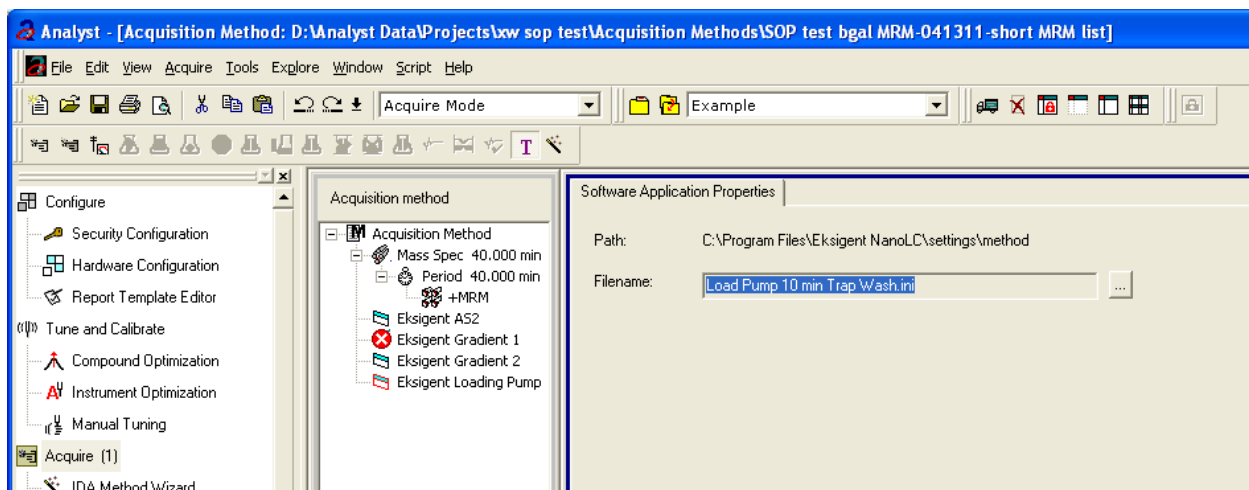 Analyst - [Acquisition Method: D:\Analyst Data\Projects\xw sop test\Acquisition Methods\SOP test bgal MRM-041311-short MRM list]
File Edit View Acquire Tools Explore Window Script Help
Acquire Mode
Example
T
Configure
Security Configuration
Hardware Configuration
Report Template Editor
Tune and Calibrate
Compound Optimization
Instrument Optimization
Manual Tuning
Acquire (1)
IDA Method Wizard
Acquisition method
Acquisition Method
Mass Spec 40.000 min
Period 40.000 min
+MRM
Eksigent AS2
Eksigent Gradient 1
Eksigent Gradient 2
Eksigent Loading Pump
Software Application Properties
Path: C:\Program Files\Eksigent NanoLC\settings\method
Filename: Load Pump 10 min Trap Wash.ini ...